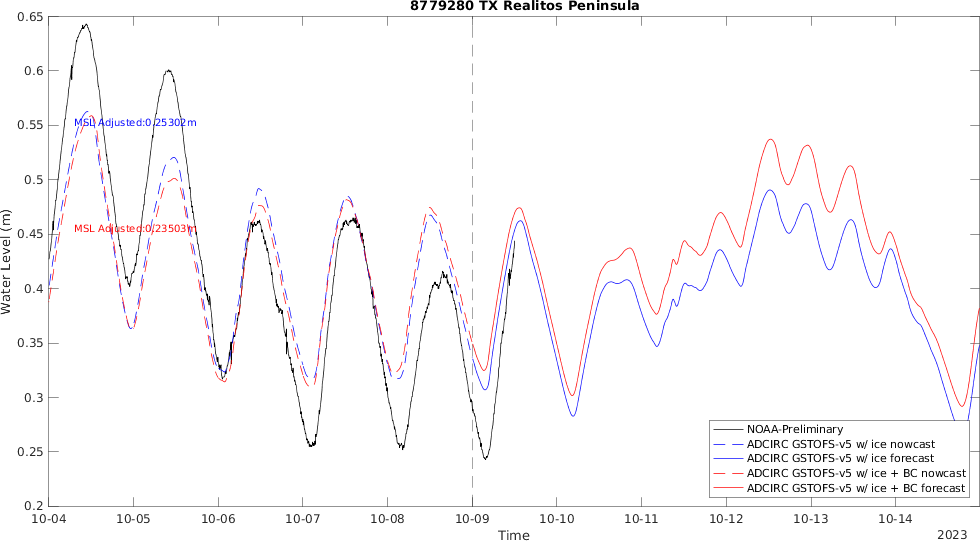 8779280 TX Realitos Peninsula
Water Level (m)
0.65
0.6
0.55
0.5
0.45
0.4
0.35
0.3
0.25
0.2
MSL Adjusted:0.25302m
MSL Adjusted:0.23503m
NOAA-Preliminary
ADCIRC GSTOFS-v5 w/ ice nowcast
ADCIRC GSTOFS-v5 w/ ice forecast
ADCIRC GSTOFS-v5 w/ ice + BC nowcast
ADCIRC GSTOFS-v5 w/ ice + BC forecast
10-04 10-05 10-06 10-07 10-08 10-09 10-10 10-11 10-12 10-13 10-14
Time
2023